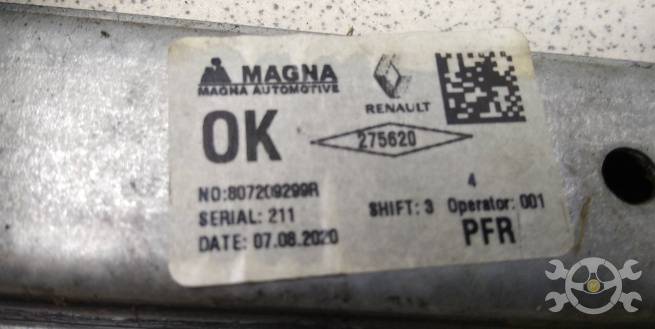 MAGNA
MAGNA AUTOMOTIVE
RENAULT
OK
275620
NO:807209299R
4
SERIAL: 211
SHIFT: 3 Operator: 001
DATE: 07.08.2020
PFR